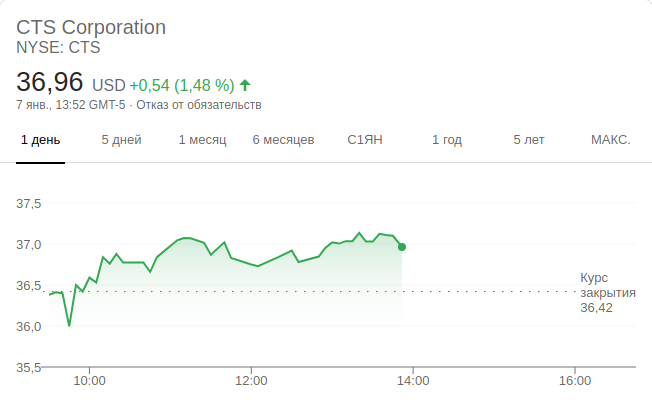 CTS Corporation
NYSE: CTS
36,96 USD +0,54 (1,48 %)
7 янв., 13:52 GMT-5 · Отказ от обязательств
1 день 5 дней 1 месяц 6 месяцев С1ЯН 1 год 5 лет МАКС.
37,5
37,0
36,5
36,0
35,5
Курс
закрытия
36,42
10:00 12:00 14:00 16:00